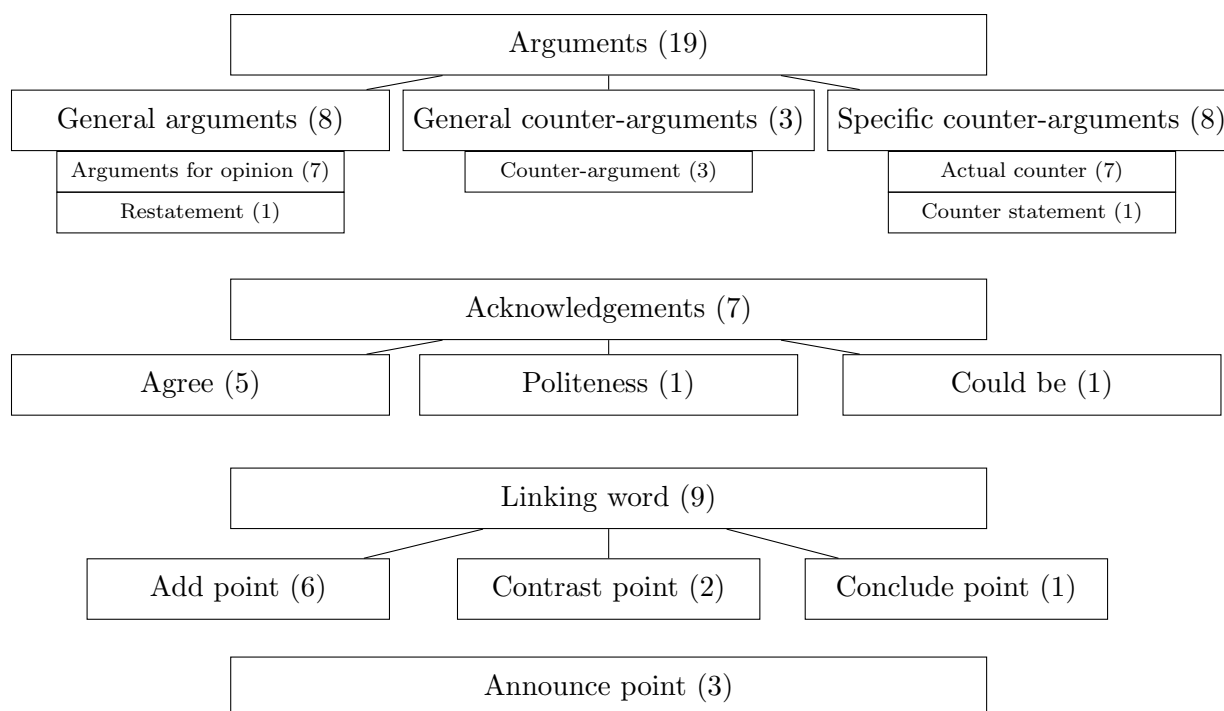 Arguments (19)
General arguments (8)
General counter-arguments (3)
Specific counter-arguments (8)
Arguments for opinion (7)
Counter-argument (3)
Actual counter (7)
Restatement (1)
Counter statement (1)
Acknowledgements (7)
Agree (5)
Politeness (1)
Could be (1)
Linking word (9)
Add point (6)
Contrast point (2)
Conclude point (1)
Announce point (3)